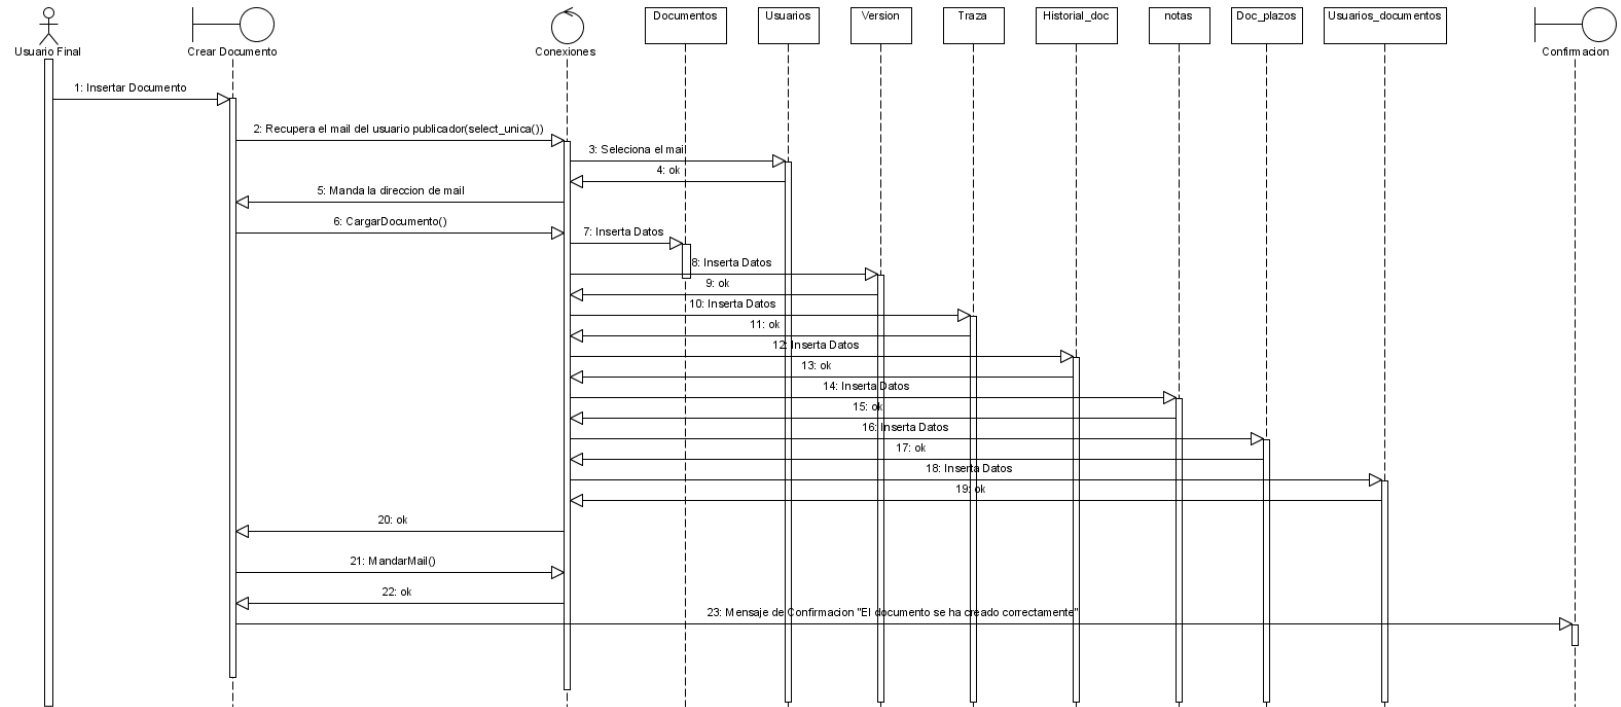 Usuario Final
Crear Documento
Conexiones
Documentos
Usuarios
Version
Traza
Historial_doc
notas
Doc_plazos
Usuarios_documentos
Confirmacion
1: Insertar Documento
2: Recupera el mail del usuario publicador(select_unica())
3: Seleciona el mail
4: ok
5: Manda la direccion de mail
6: CargarDocumento()
7: Inserta Datos
8: Inserta Datos
9: ok
10: Inserta Datos
11: ok
12: Inserta Datos
13: ok
14: Inserta Datos
15: ok
16: Inserta Datos
17: ok
18: Inserta Datos
19: ok
20: ok
21: MandarMail()
22: ok
23: Mensaje de Confirmacion "El documento se ha creado correctamente"